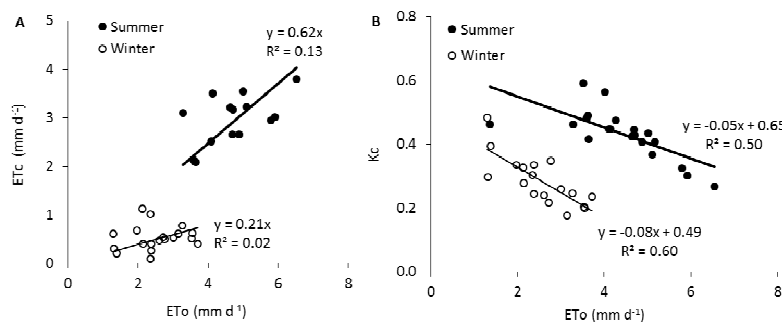 A
Summer
Winter
y = 0.62x
R² = 0.13
y = 0.21x
R² = 0.02
5
4
3
2
1
0
0 2 4 6 8
ETc (mm d⁻¹)
ETo (mm d⁻¹)
B
Summer
Winter
y = -0.05x + 0.65
R² = 0.50
y = -0.08x + 0.49
R² = 0.60
0.8
0.6
0.4
0.2
0.0
0 2 4 6 8
Kc
ETo (mm d⁻¹)